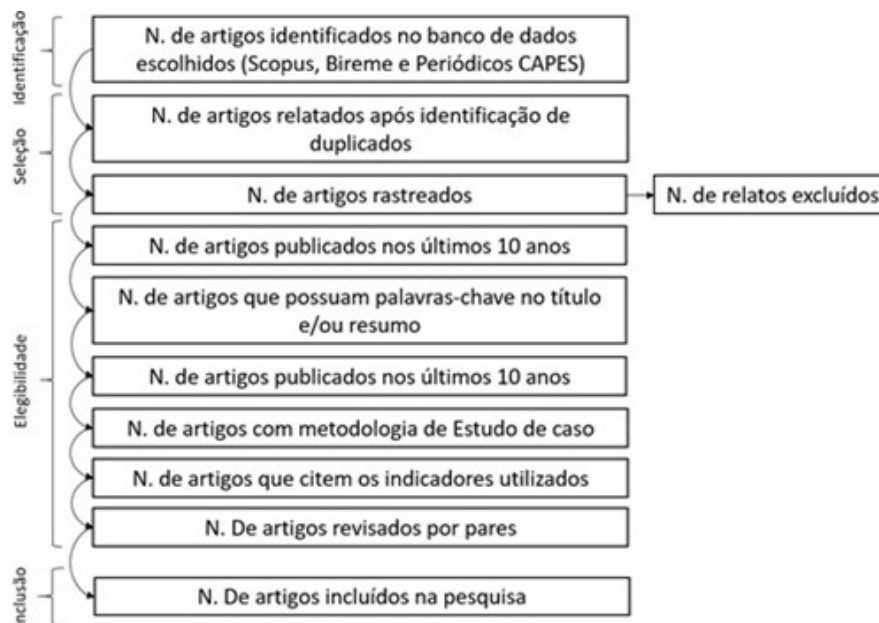 Identificação
N. de artigos identificados no banco de dados
escolhidos (Scopus, Bireme e Periódicos CAPES)
Seleção
N. de artigos relatados após identificação de
duplicados
N. de artigos rastreados
N. de relatos excluídos
Elegibilidade
N. de artigos publicados nos últimos 10 anos
N. de artigos que possuam palavras-chave no título
e/ou resumo
N. de artigos publicados nos últimos 10 anos
N. de artigos com metodologia de Estudo de caso
N. de artigos que citem os indicadores utilizados
N. De artigos revisados por pares
nclusão
N. De artigos incluídos na pesquisa